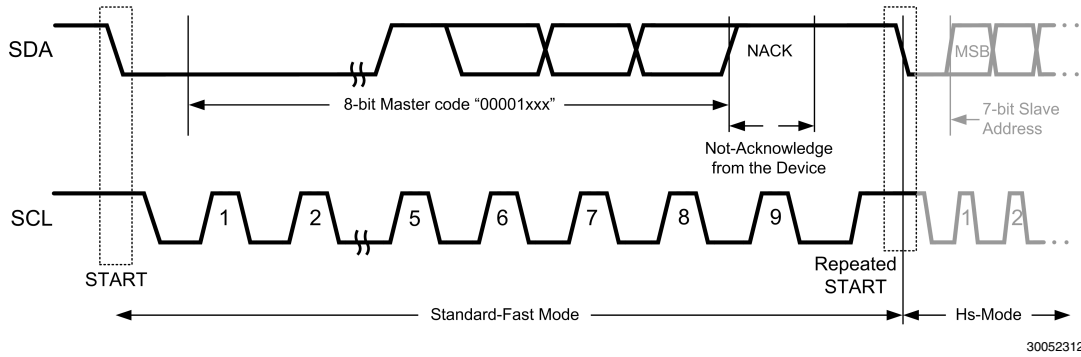 SDA
NACK
MSB
8-bit Master code “00001xxx”
7-bit Slave
Address
Not-Acknowledge
from the Device
SCL
1
2
5
6
7
8
9
1
2
START
Repeated
START
Standard-Fast Mode
Hs-Mode
30052312